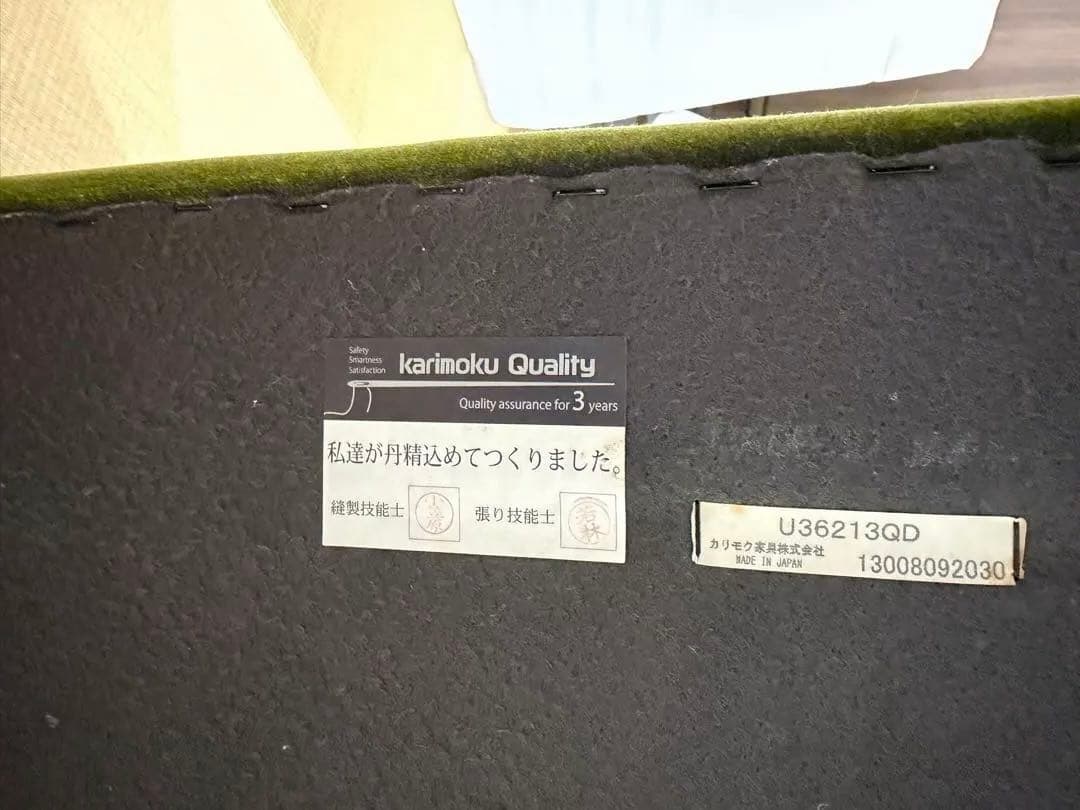 Safety
Smartness
Satisfaction
karimoku Quality
Quality assurance for 3 years
私達が丹精込めてつくりました。
縫製技能士
張り技能士 若林
U36213QD
カリモク家具株式会社
MADE IN JAPAN
13008092030